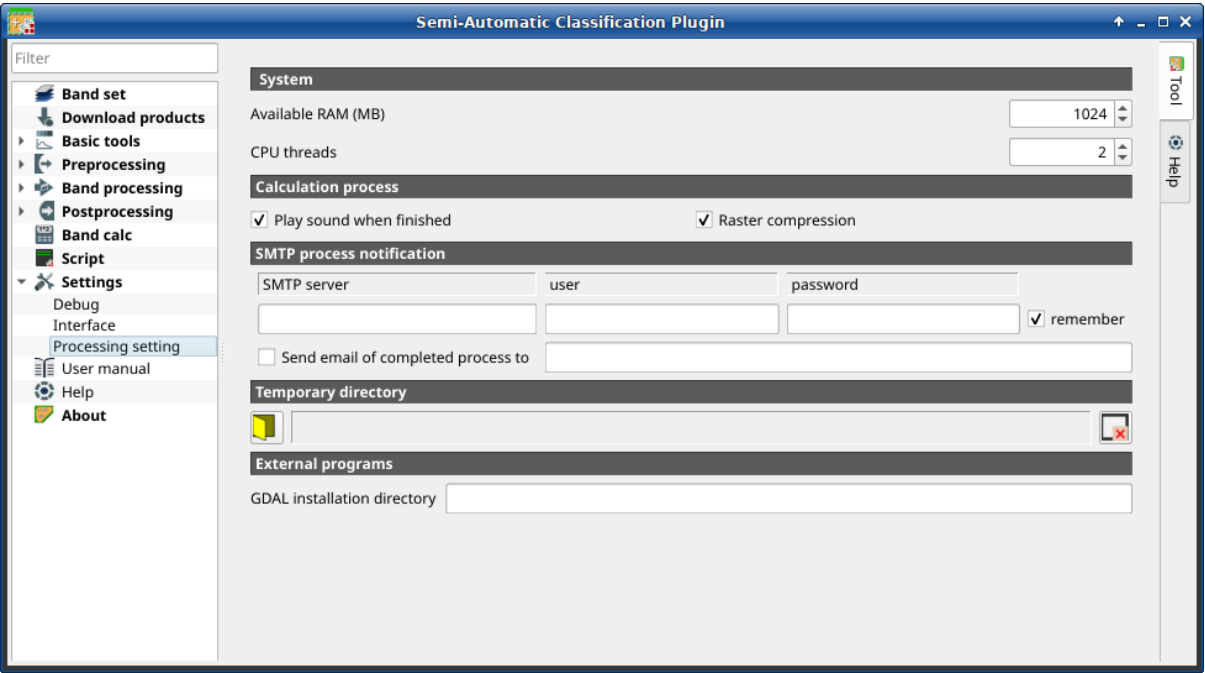 Semi-Automatic Classification Plugin
Filter
Band set
Download products
Basic tools
Preprocessing
Band processing
Postprocessing
Band calc
Script
Settings
Debug
Interface
Processing setting
User manual
Help
About
System
Available RAM (MB) 1024
CPU threads 2
Calculation process
Play sound when finished Raster compression
SMTP process notification
SMTP server user password
remember
Send email of completed process to
Temporary directory
External programs
GDAL installation directory
Tool
Help